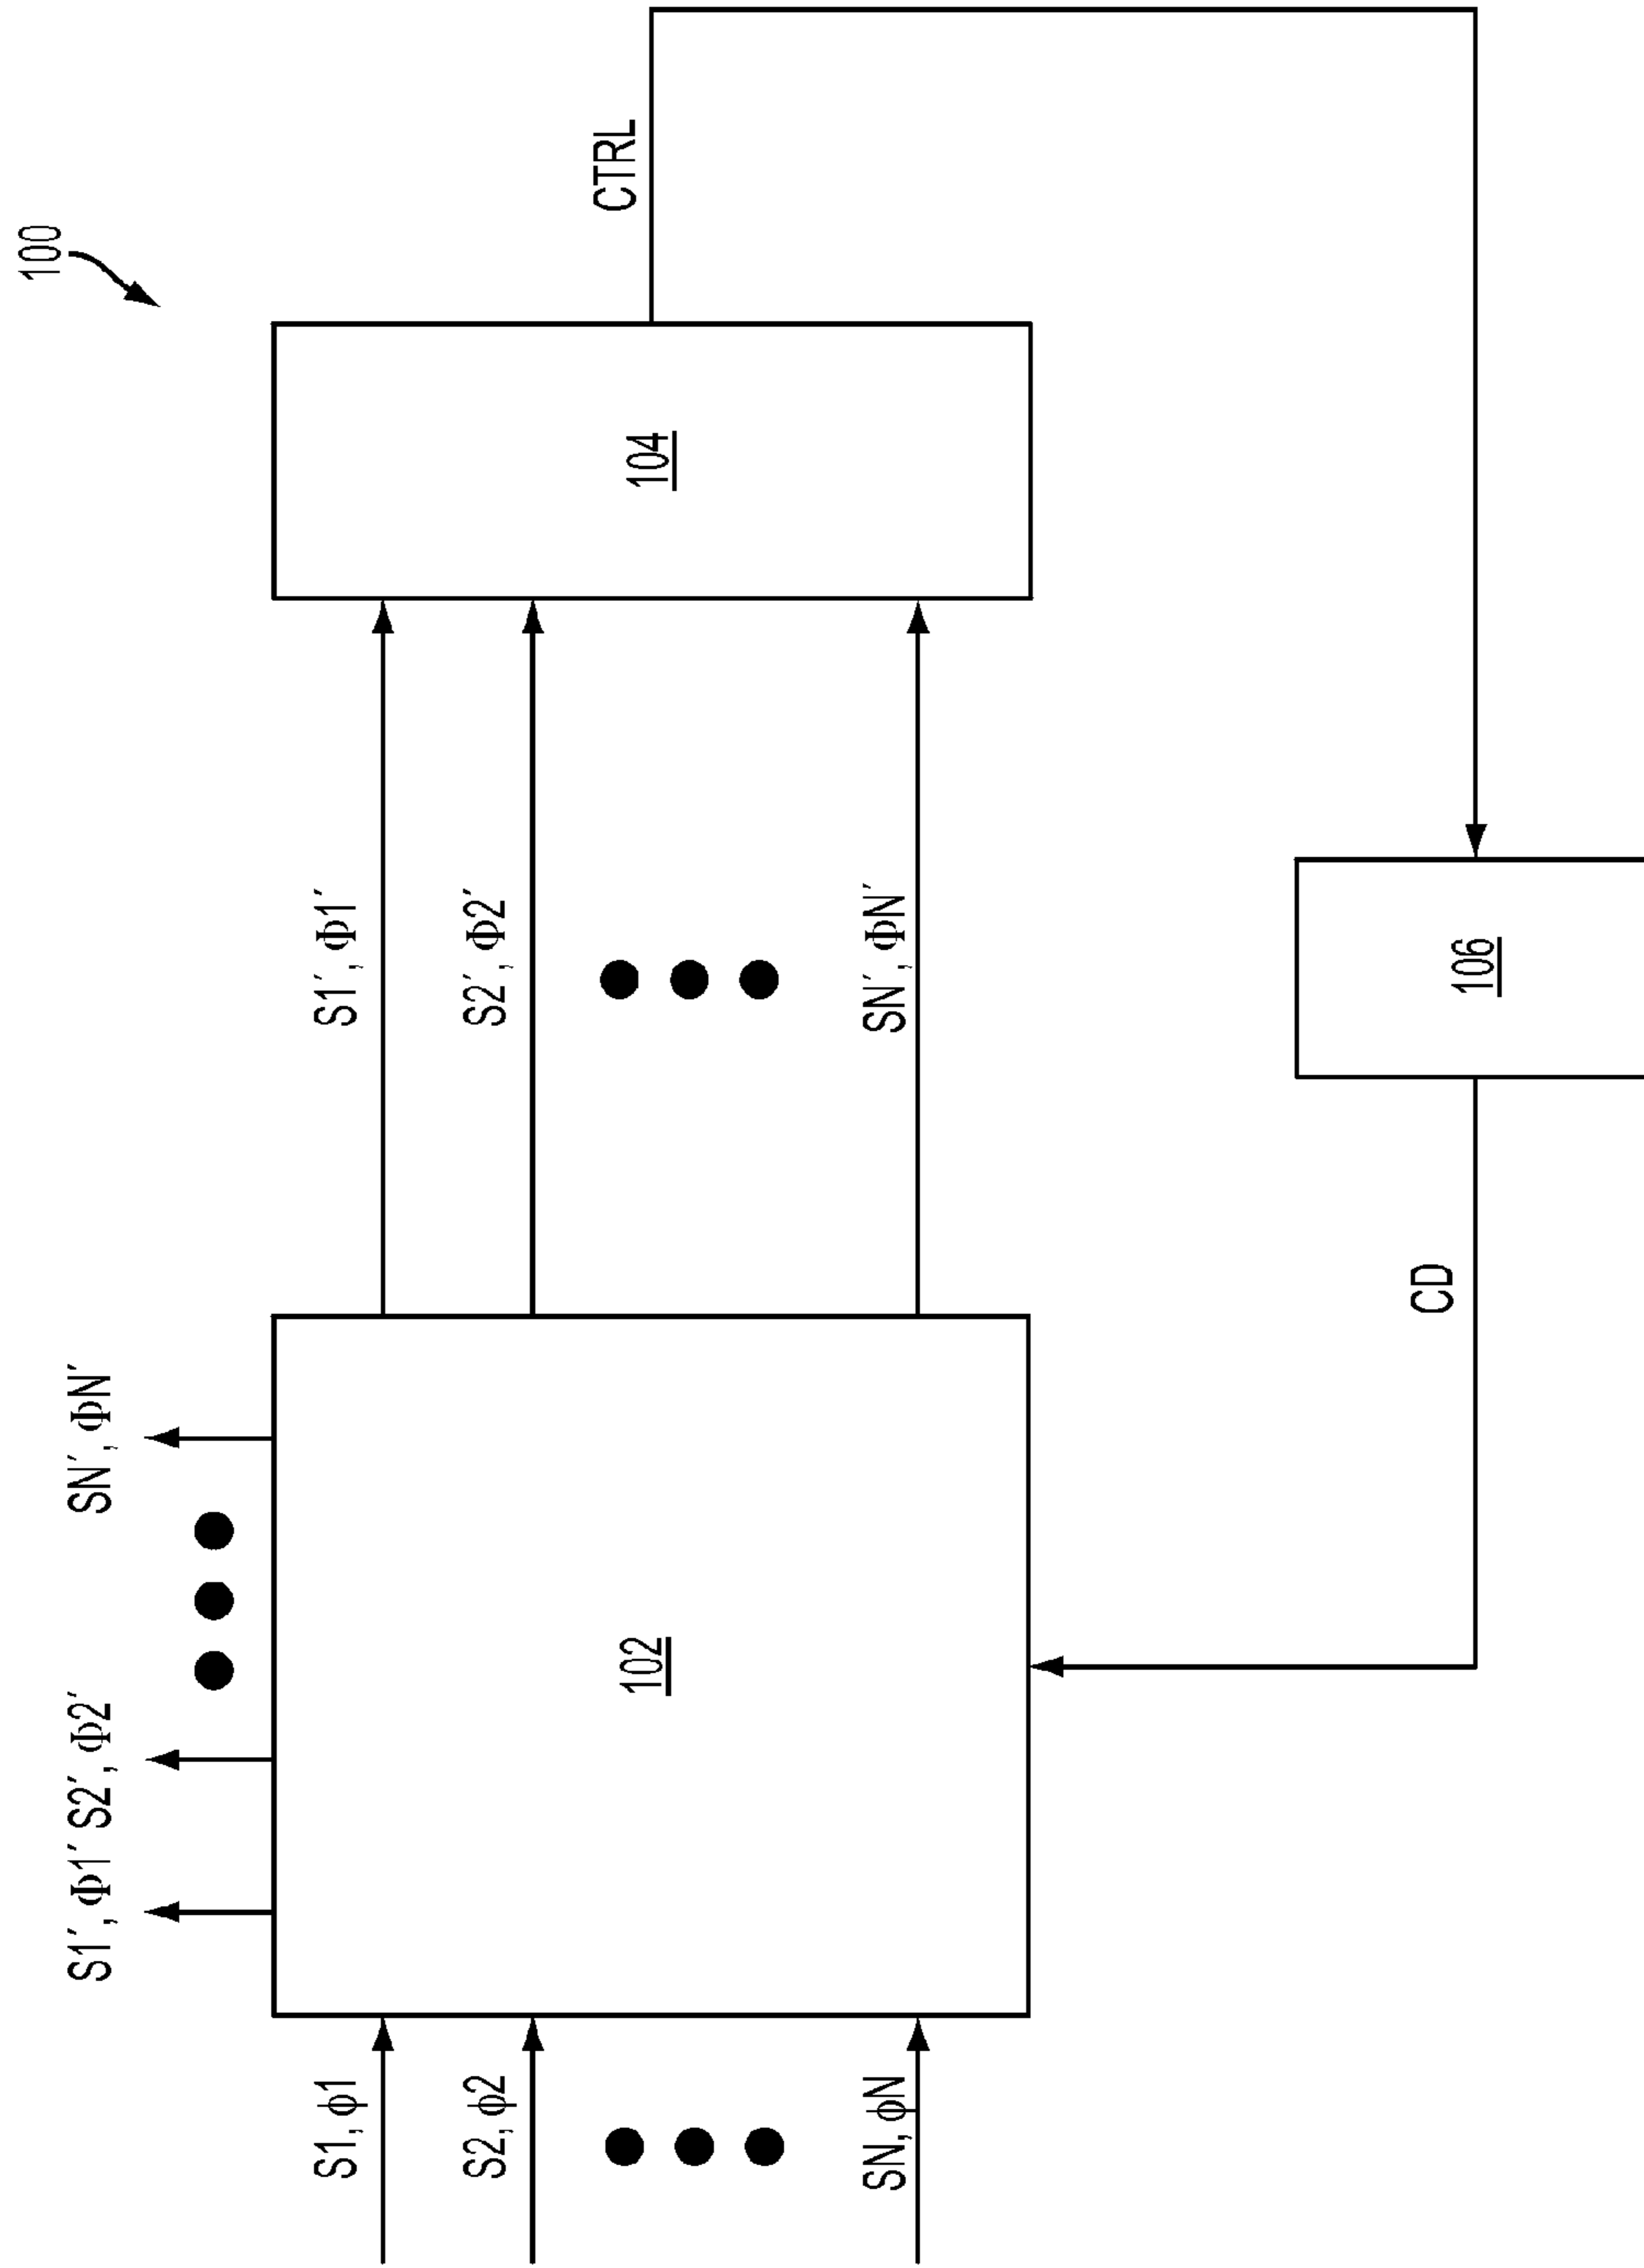 100
S1′, Φ1′
S2′, Φ2′
SN′, ΦN′
S1, ϕ1
S2, ϕ2
SN, ϕN
102
S1′, Φ1′
S2′, Φ2′
SN′, ΦN′
104
CTRL
CD
106